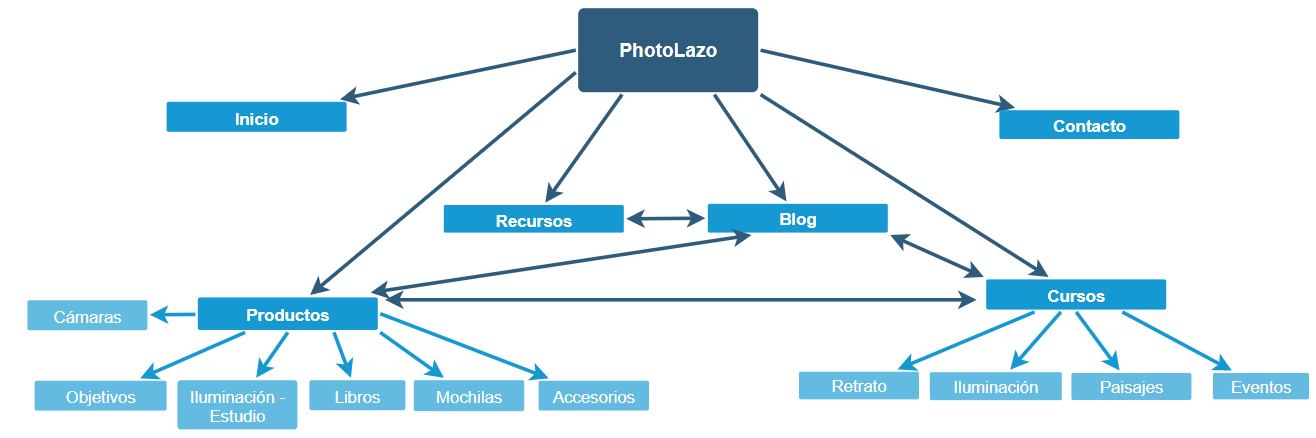 PhotoLazo
Inicio
Contacto
Recursos
Blog
Productos
Cursos
Cámaras
Objetivos
Iluminación -
Estudio
Libros
Mochilas
Accesorios
Retrato
Iluminación
Paisajes
Eventos